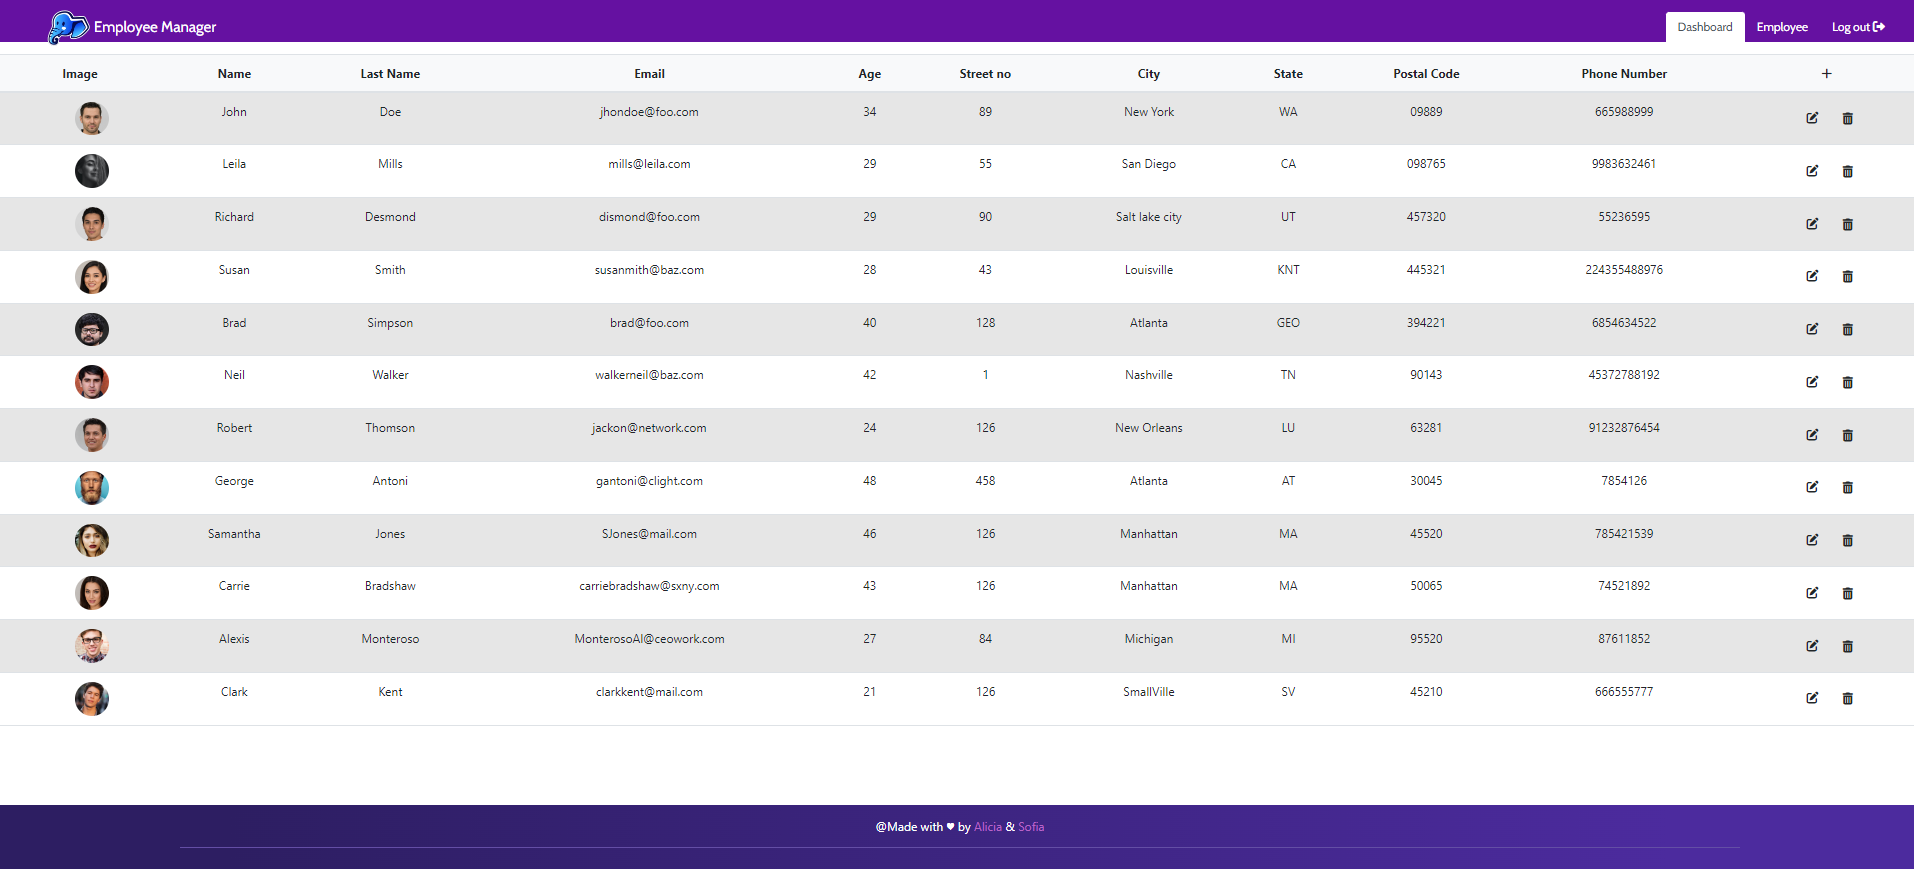 Employee Manager
Dashboard Employee Log out
Image Name Last Name Email Age Street no City State Postal Code Phone Number +
John Doe jhondoe@foo.com 34 89 New York WA 09889 665988999
Leila Mills mills@leila.com 29 55 San Diego CA 098765 9983632461
Richard Desmond dismond@foo.com 29 90 Salt lake city UT 457320 55236595
Susan Smith susanmith@baz.com 28 43 Louisville KNT 445321 224355488976
Brad Simpson brad@foo.com 40 128 Atlanta GEO 394221 6854634522
Neil Walker walkerneil@baz.com 42 1 Nashville TN 90143 45372788192
Robert Thomson jackon@network.com 24 126 New Orleans LU 63281 91232876454
George Antoni gantoni@clight.com 48 458 Atlanta AT 30045 7854126
Samantha Jones SJones@mail.com 46 126 Manhattan MA 45520 785421539
Carrie Bradshaw carriebradshaw@sxny.com 43 126 Manhattan MA 50065 74521892
Alexis Monteroso MonterosoAl@ceowork.com 27 84 Michigan MI 95520 87611852
Clark Kent clarkkent@mail.com 21 126 SmallVille SV 45210 666555777
@Made with ♥ by Alicia & Sofia